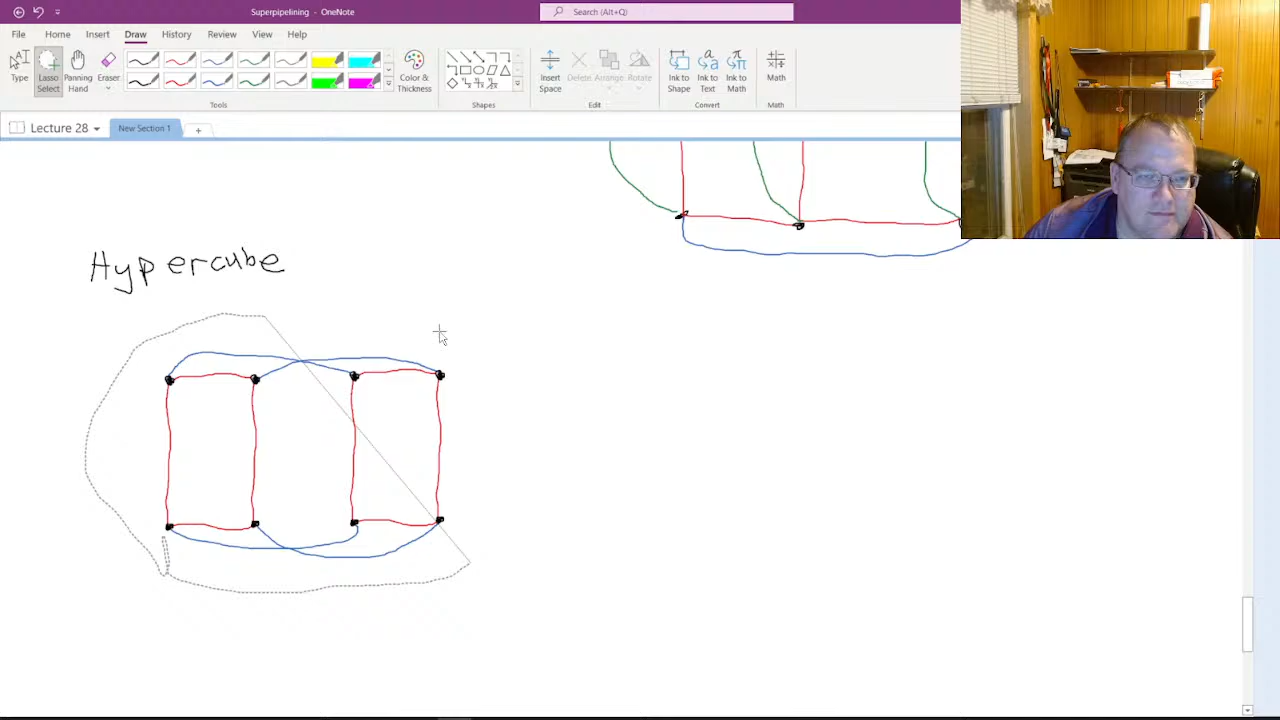 Superpipelining - OneNote
Search (Alt+Q)
File Home Insert Draw History Review View Help
Type
Lasso Select
Panning Hand
Eraser
Color & Thickness
Insert Space
Delete
Arrange
Rotate
Ink to Shape
Ink to Text
Ink to Math
Math
Tools
Shapes
Edit
Convert
Math
Lecture 28
New Section 1
+
Hypercube